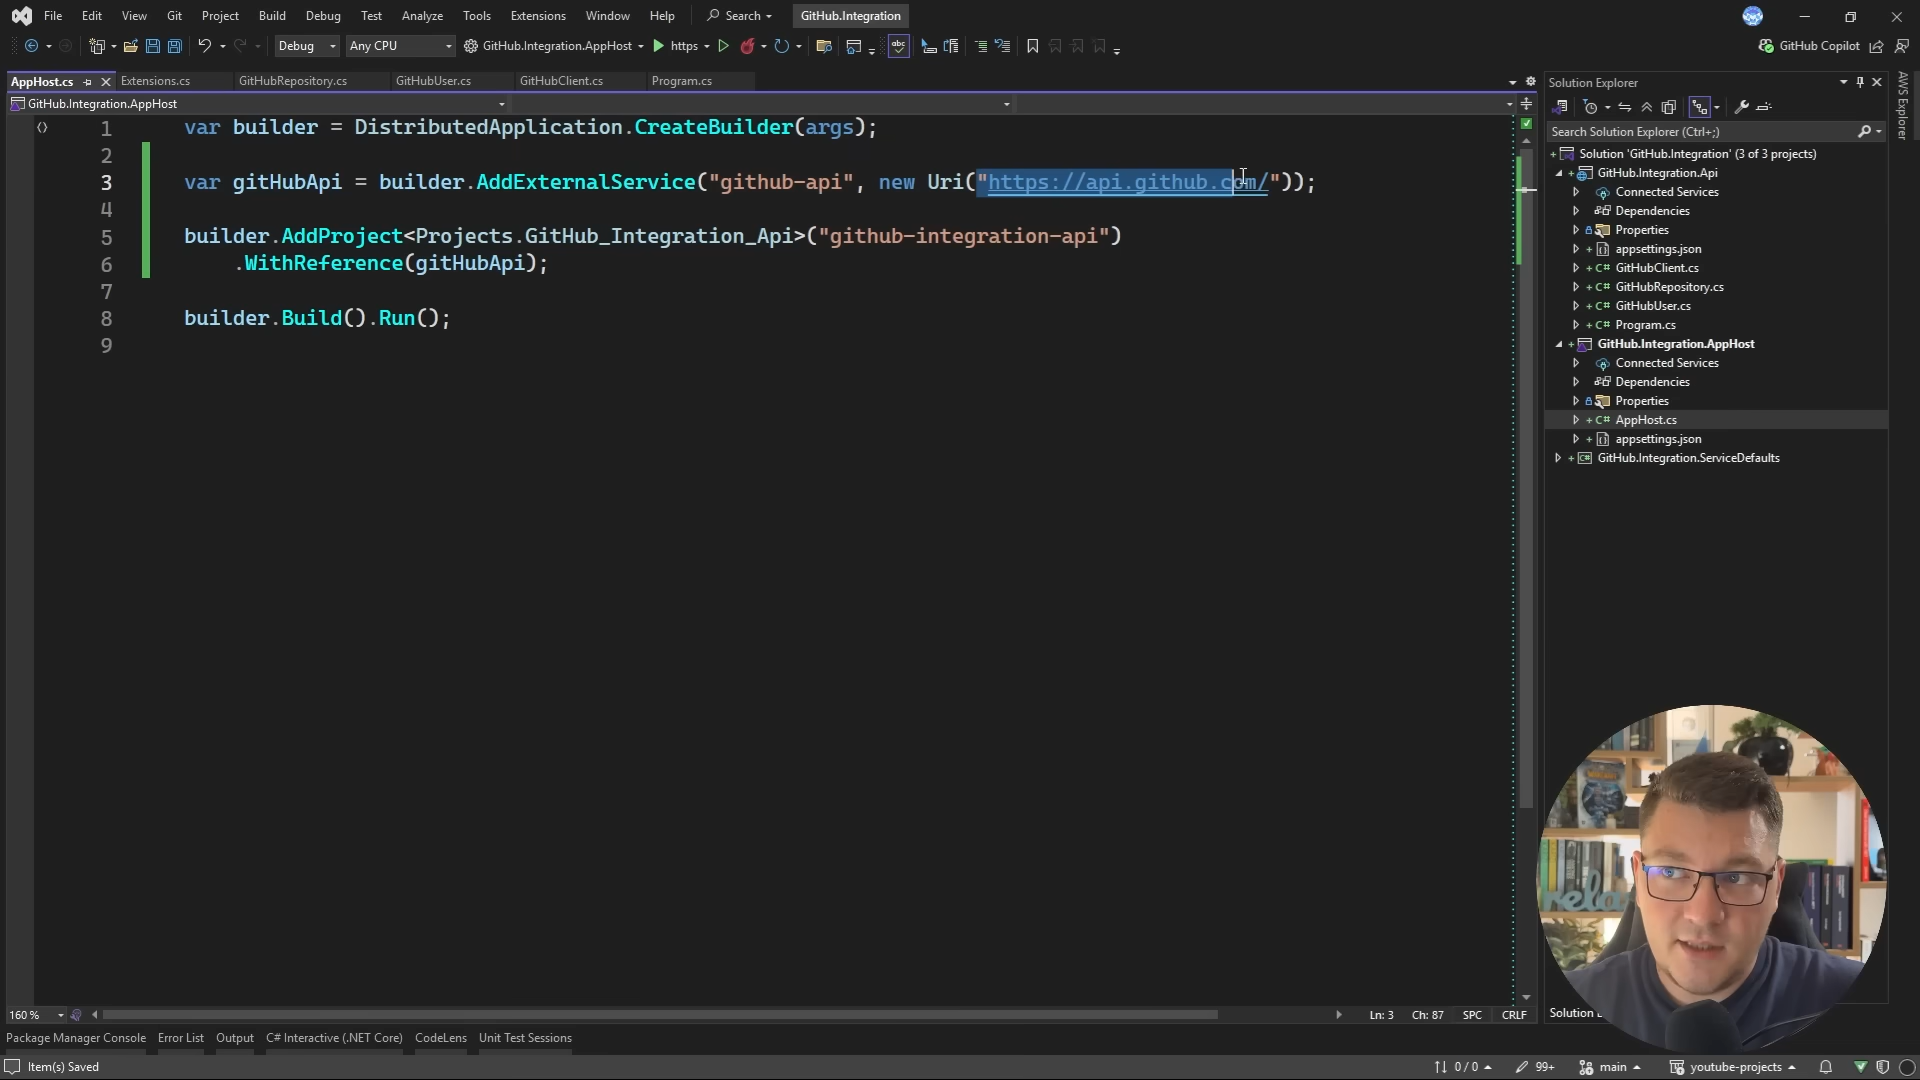 File Edit View Git Project Build Debug Test Analyze Tools Extensions Window Help Search GitHub.Integration
Debug Any CPU GitHub.Integration.AppHost https GitHub Copilot
AppHost.cs Extensions.cs GitHubRepository.cs GitHubUser.cs GitHubClient.cs Program.cs
GitHub.Integration.AppHost
1 var builder = DistributedApplication.CreateBuilder(args);
2
3 var gitHubApi = builder.AddExternalService("github-api", new Uri("https://api.github.com/"));
4
5 builder.AddProject<Projects.GitHub_Integration_Api>("github-integration-api")
6 .WithReference(gitHubApi);
7
8 builder.Build().Run();
9
Solution Explorer
Search Solution Explorer (Ctrl+;)
Solution 'GitHub.Integration' (3 of 3 projects)
GitHub.Integration.Api
Connected Services
Dependencies
Properties
appsettings.json
GitHubClient.cs
GitHubRepository.cs
GitHubUser.cs
Program.cs
GitHub.Integration.AppHost
Connected Services
Dependencies
Properties
AppHost.cs
appsettings.json
GitHub.Integration.ServiceDefaults
AWS Explorer
rela
160 % Ln: 3 Ch: 87 SPC CRLF
Solution
Package Manager Console Error List Output C# Interactive (.NET Core) CodeLens Unit Test Sessions
Item(s) Saved 0 / 0 99+ main youtube-projects